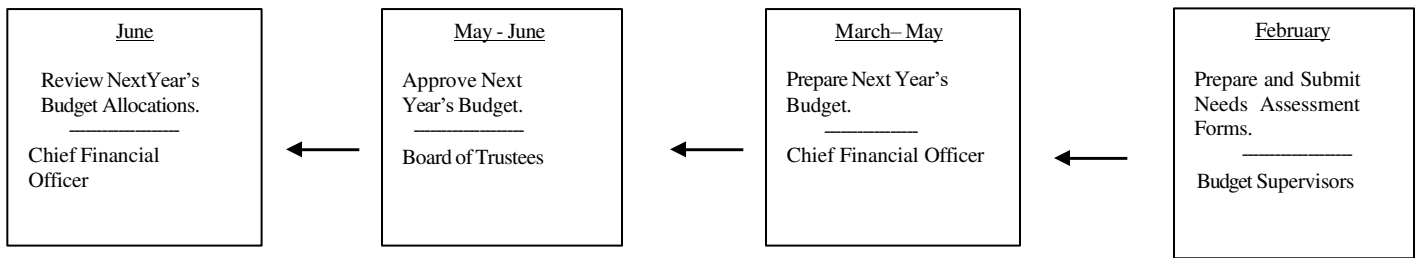 June
Review NextYear's
Budget Allocations.
Chief Financial
Officer
May - June
Approve Next
Year's Budget.
Board of Trustees
March– May
Prepare Next Year's
Budget.
Chief Financial Officer
February
Prepare and Submit
Needs Assessment
Forms.
Budget Supervisors